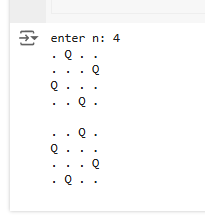 enter n: 4
. Q . .
. . . Q
Q . . .
. . Q .

. . Q .
Q . . .
. . . Q
. Q . .